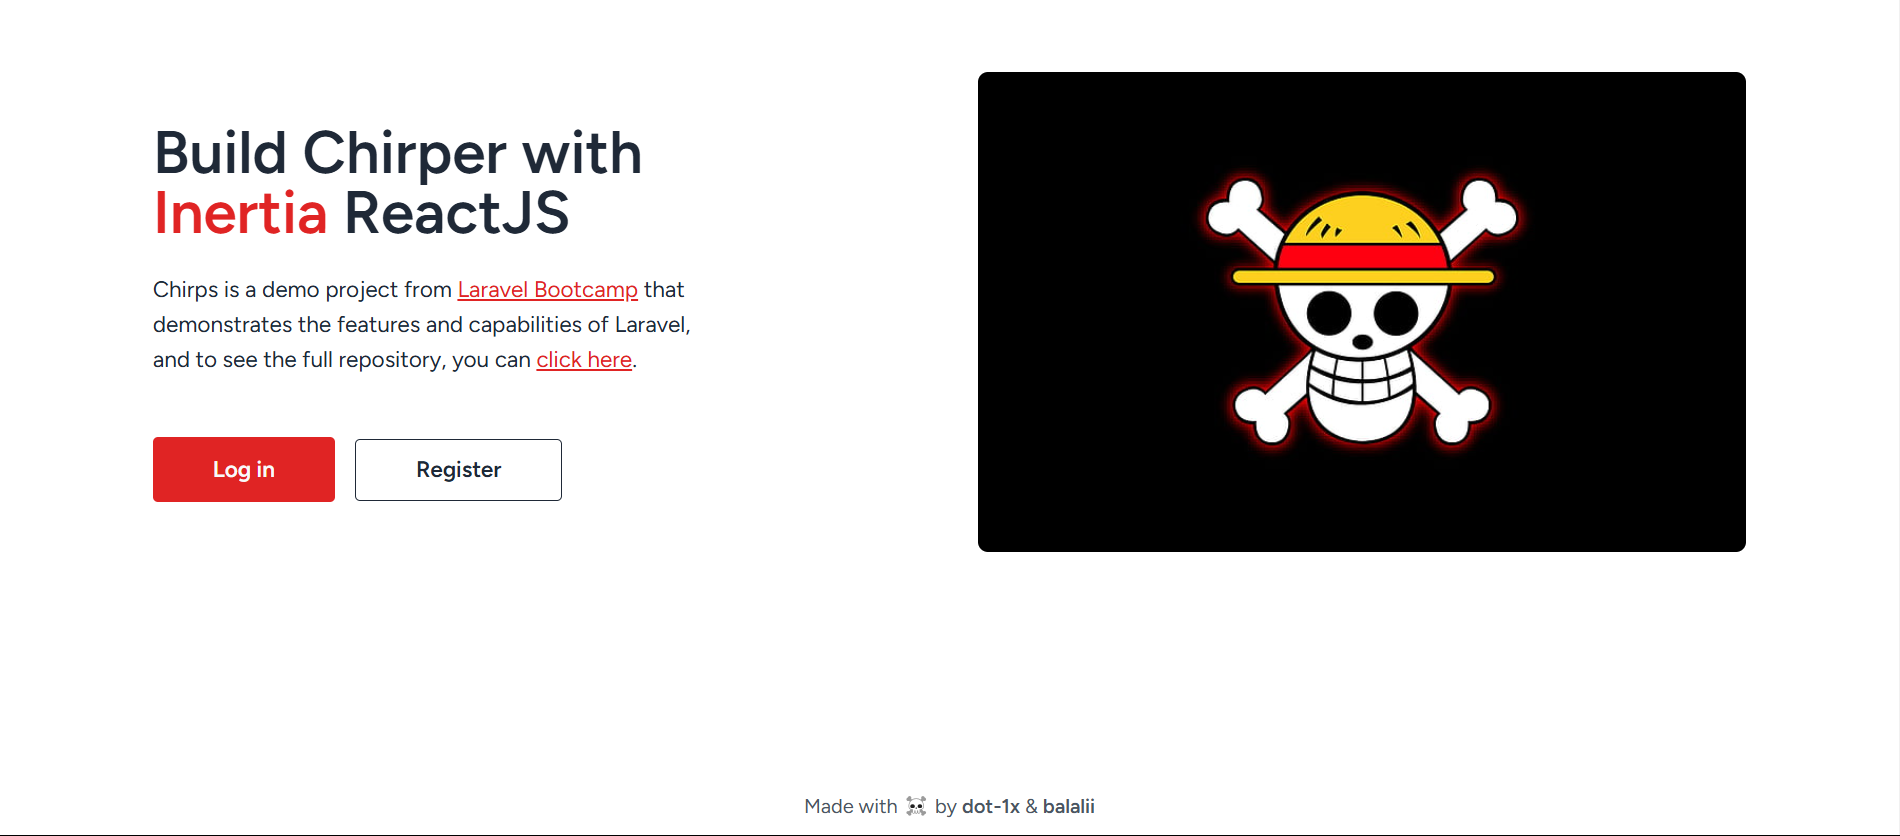 Build Chirper with
Inertia ReactJS
Chirps is a demo project from Laravel Bootcamp that
demonstrates the features and capabilities of Laravel,
and to see the full repository, you can click here.
Log in
Register
Made with ☠️ by dot-1x & balalii